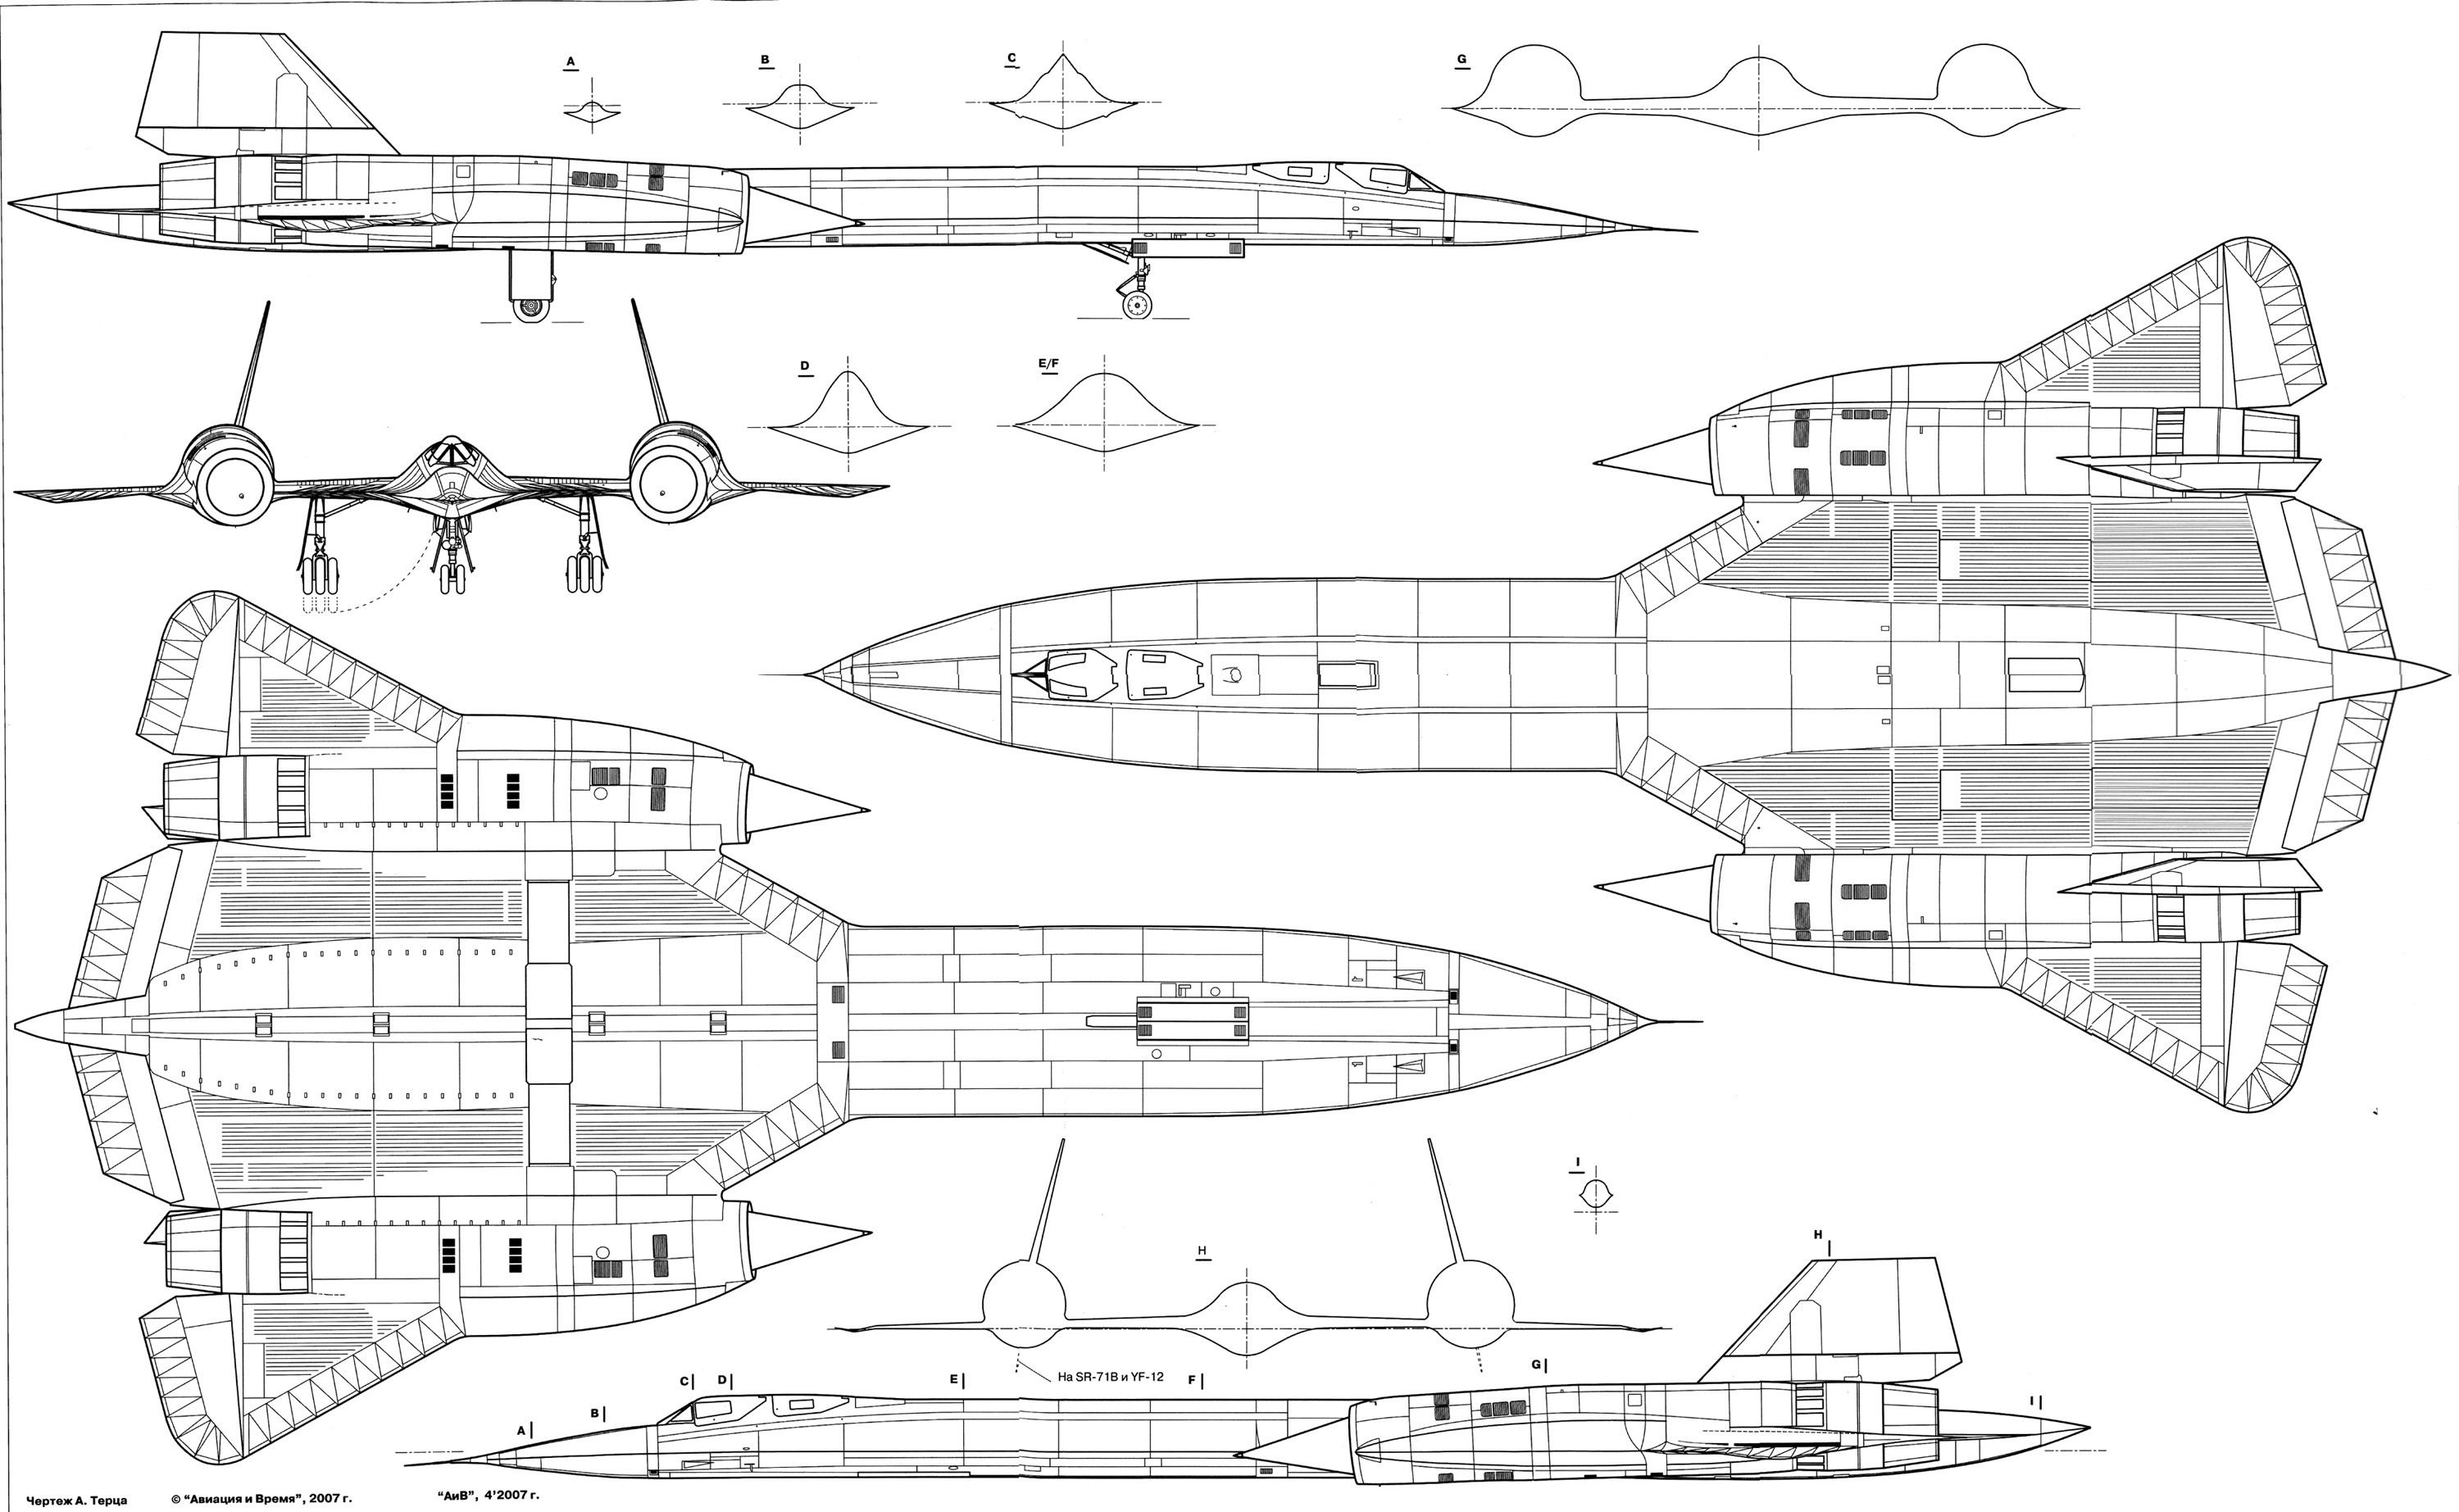 A
B
C
G
D
E/F
I
H
H
На SR-71B и YF-12
G
C
D
E
F
B
A
I
Чертеж А. Терца
© “Авиация и Время”, 2007 г.
“АиВ”, 4’2007 г.